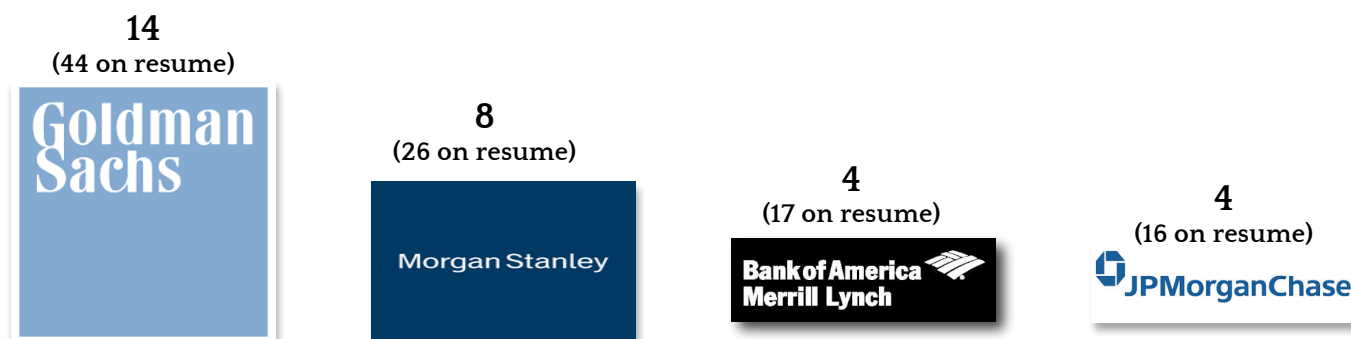 14
(44 on resume)
Goldman
Sachs
8
(26 on resume)
Morgan Stanley
4
(17 on resume)
Bank of America
Merrill Lynch
4
(16 on resume)
JPMorganChase